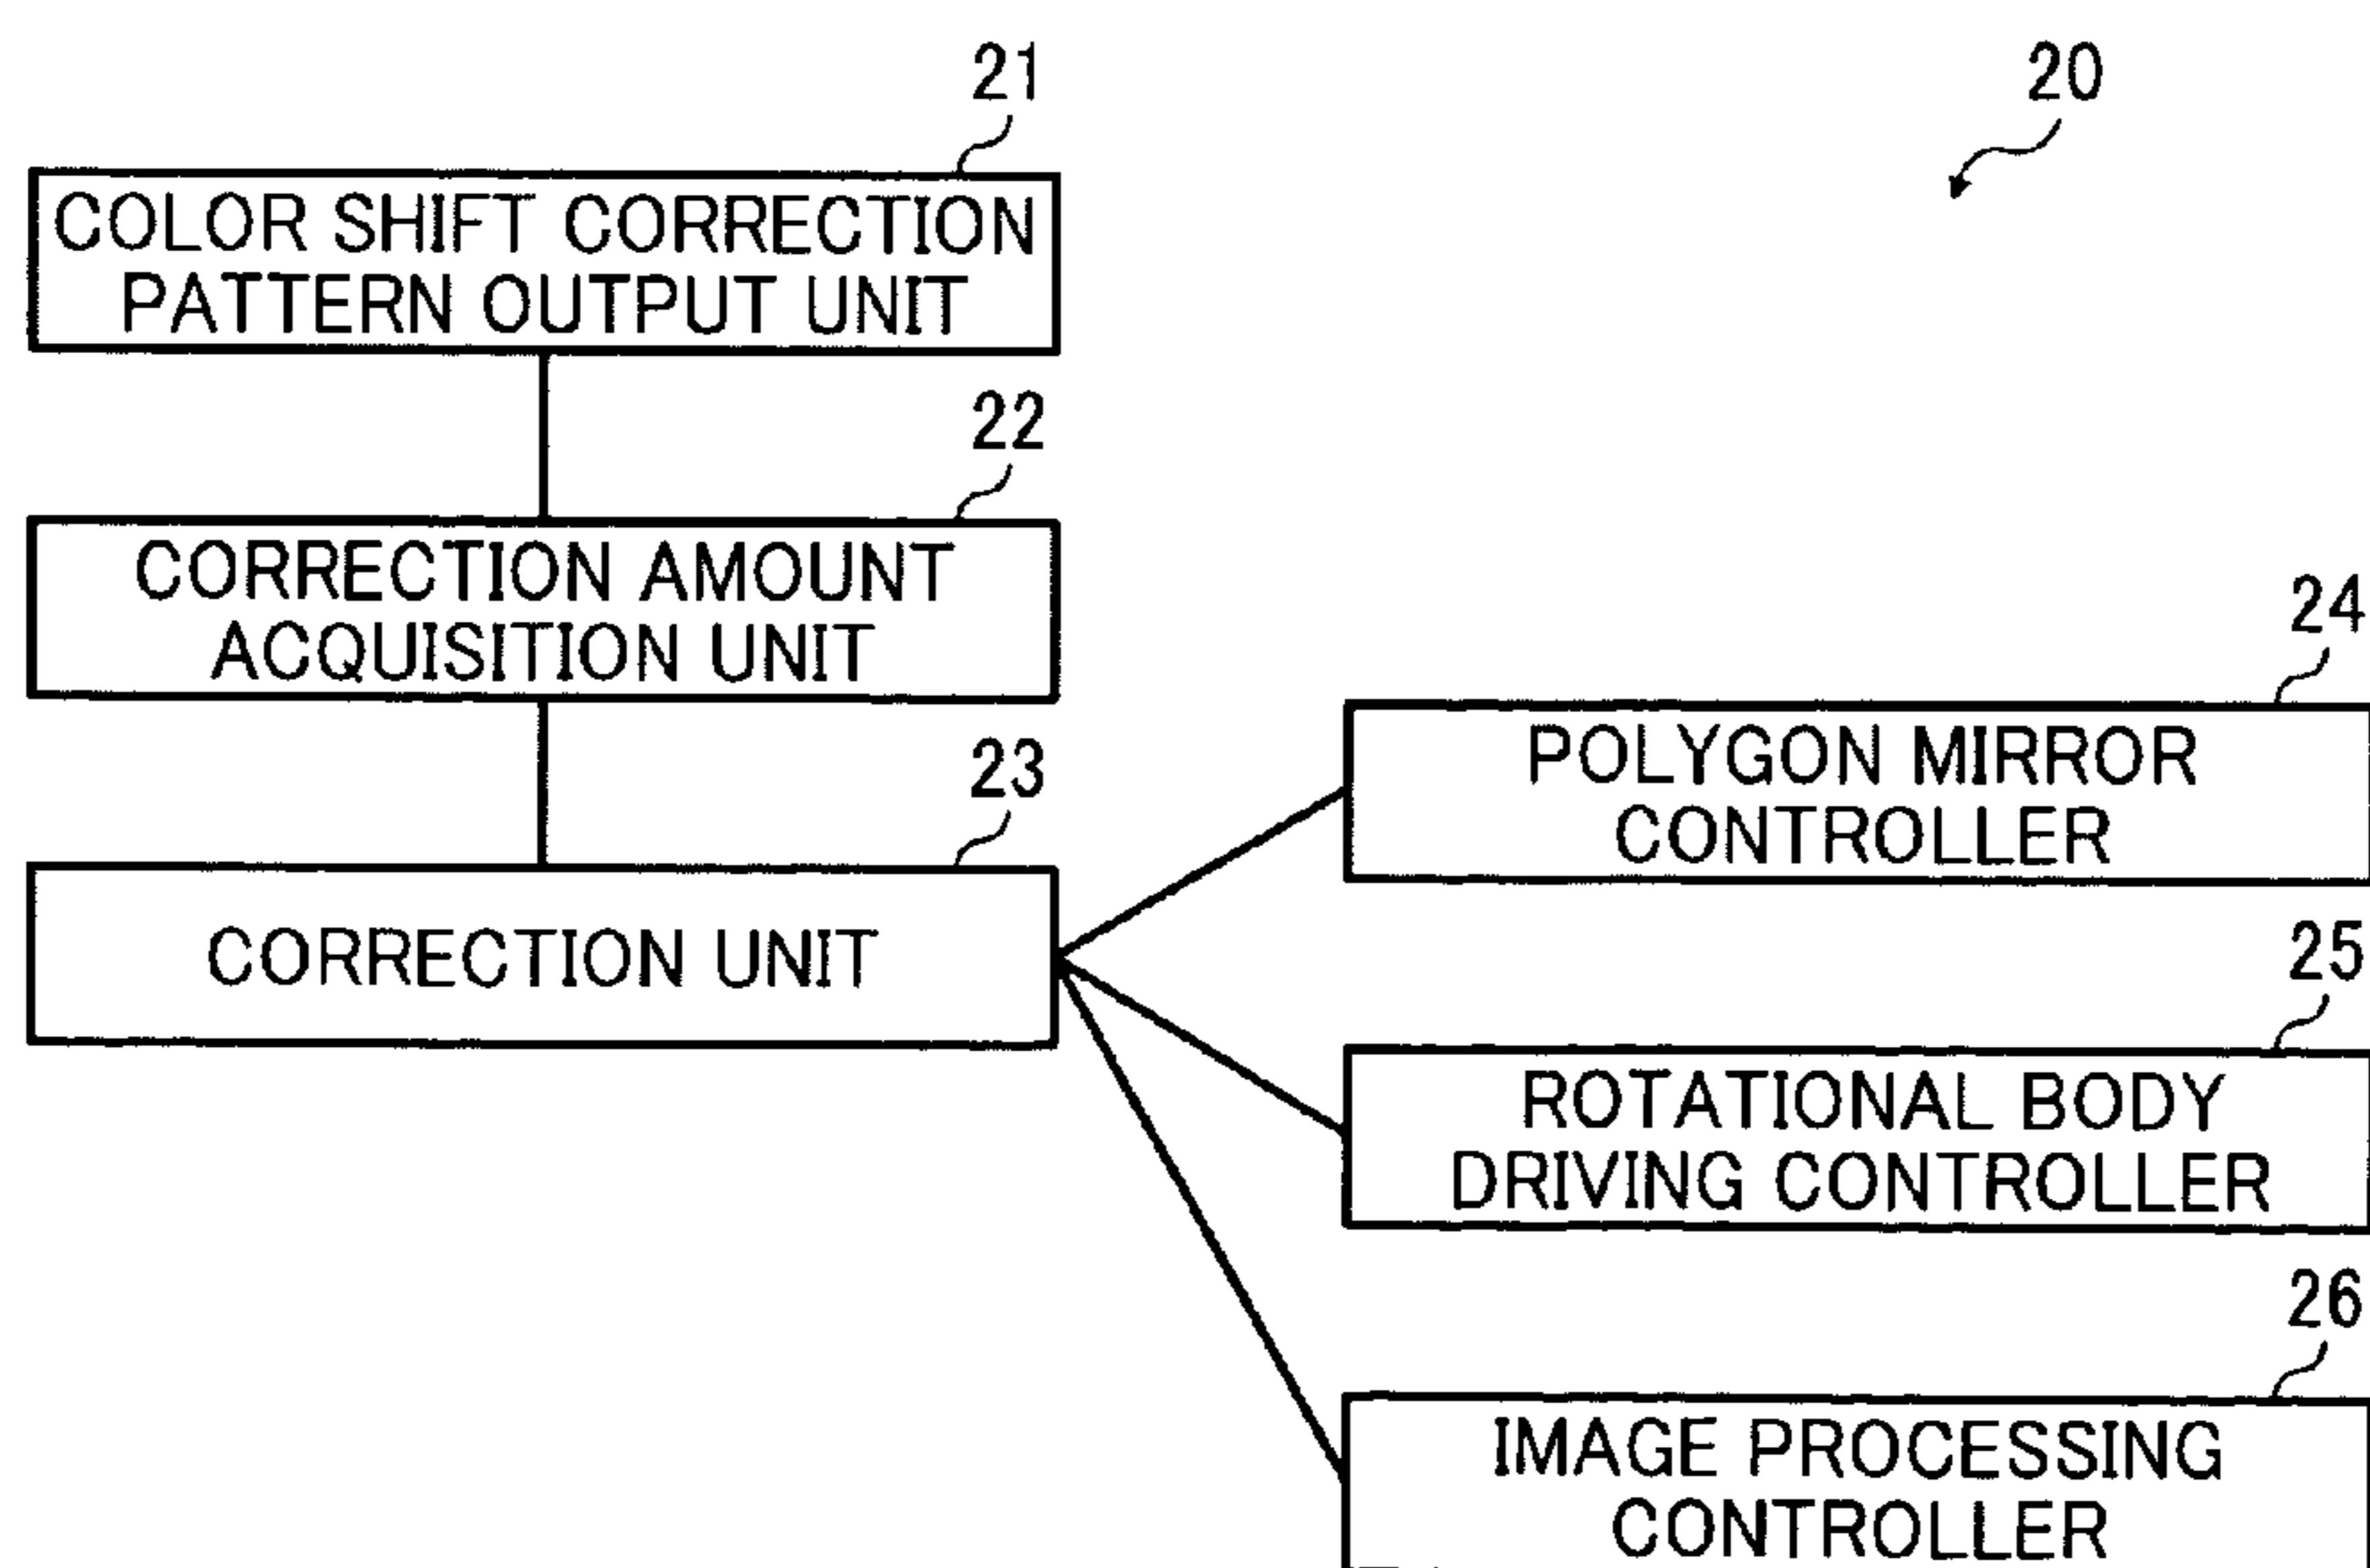 21
20
COLOR SHIFT CORRECTION
PATTERN OUTPUT UNIT
22
CORRECTION AMOUNT
ACQUISITION UNIT
23
CORRECTION UNIT
24
POLYGON MIRROR
CONTROLLER
25
ROTATIONAL BODY
DRIVING CONTROLLER
26
IMAGE PROCESSING
CONTROLLER